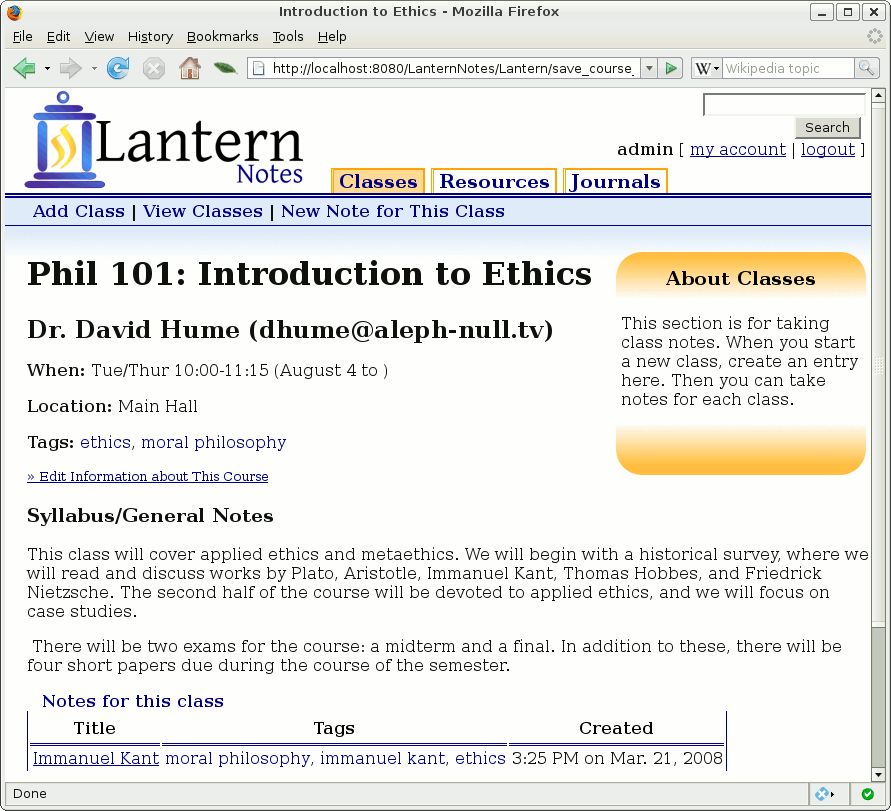 Introduction to Ethics - Mozilla Firefox
File Edit View History Bookmarks Tools Help
http://localhost:8080/LanternNotes/Lantern/save_course_
W Wikipedia topic
Lantern
Notes
Search
admin [ my account | logout ]
Classes Resources Journals
Add Class | View Classes | New Note for This Class
Phil 101: Introduction to Ethics
Dr. David Hume (dhume@aleph-null.tv)
When: Tue/Thur 10:00-11:15 (August 4 to )
Location: Main Hall
Tags: ethics, moral philosophy
» Edit Information about This Course
About Classes
This section is for taking
class notes. When you start
a new class, create an entry
here. Then you can take
notes for each class.
Syllabus/General Notes
This class will cover applied ethics and metaethics. We will begin with a historical survey, where we
will read and discuss works by Plato, Aristotle, Immanuel Kant, Thomas Hobbes, and Friedrick
Nietzsche. The second half of the course will be devoted to applied ethics, and we will focus on
case studies.
There will be two exams for the course: a midterm and a final. In addition to these, there will be
four short papers due during the course of the semester.
Notes for this class
Title Tags Created
Immanuel Kant moral philosophy, immanuel kant, ethics 3:25 PM on Mar. 21, 2008
Done